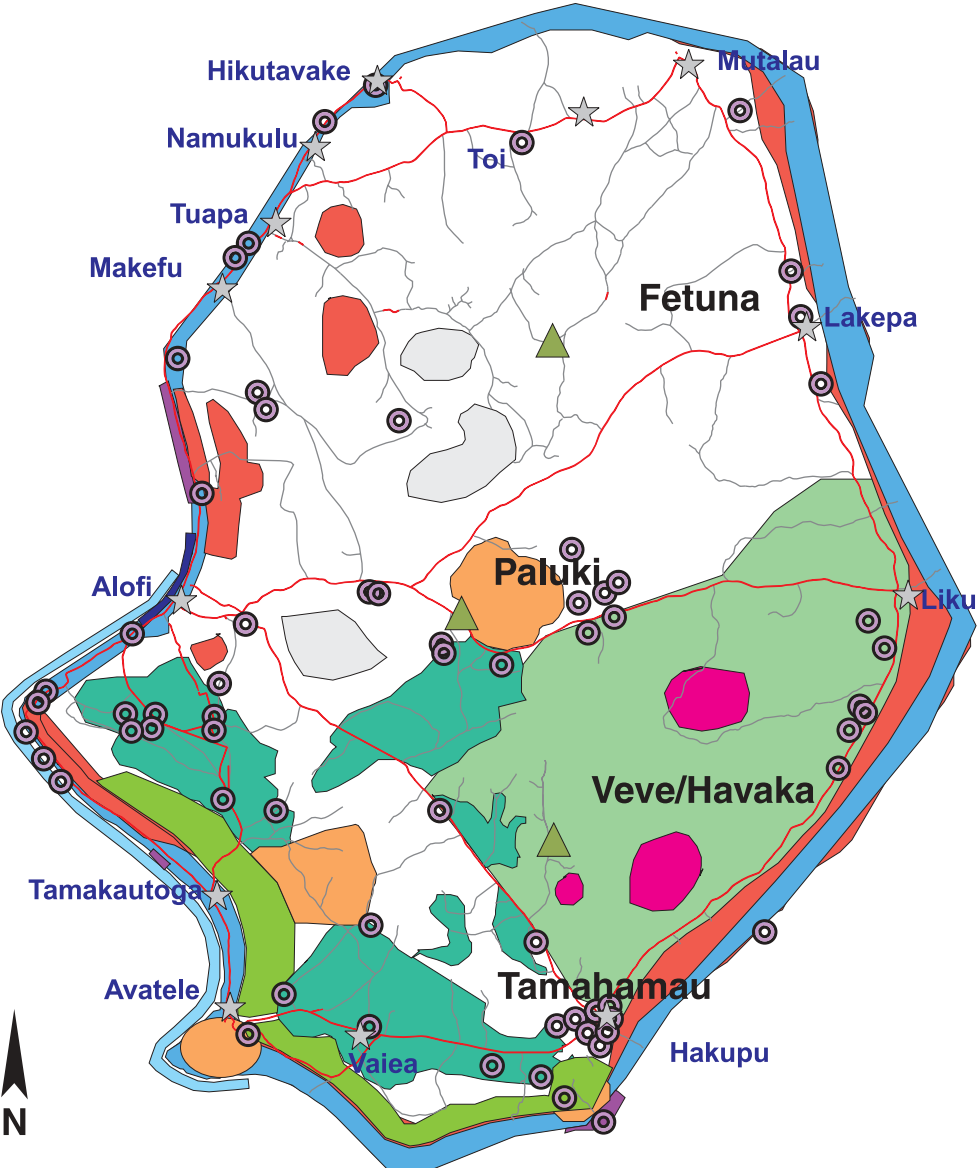 Hikutavake
Mutalau
Namukulu
Toi
Tuapa
Makefu
Fetuna
Lakepa
Paluki
Alofi
Liku
Veve/Havaka
Tamakautoga
Tamahamau
Avatele
Hakupu
Vaiea
N